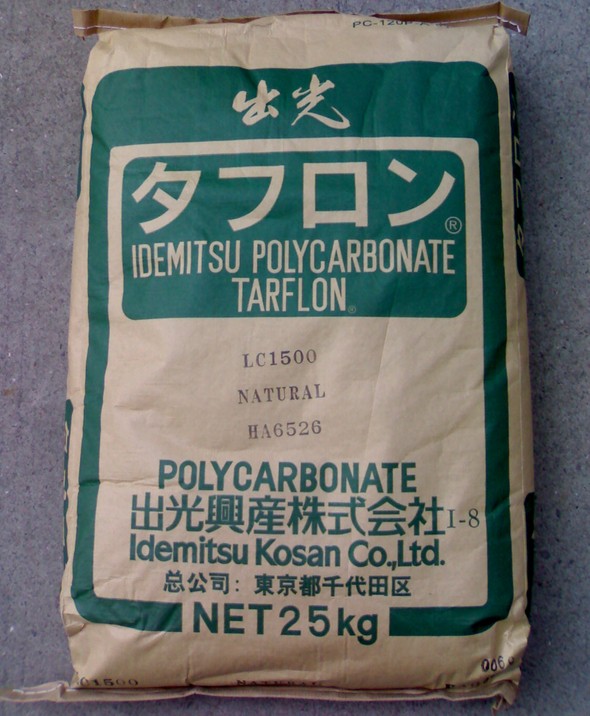 出光
タフロン®
IDEMITSU POLYCARBONATE
TARFLON®
LC1500
NATURAL
HA6526
POLYCARBONATE
出光興産株式会社 I-8
Idemitsu Kosan Co.,Ltd.
总公司: 東京都千代田区
NET 25kg